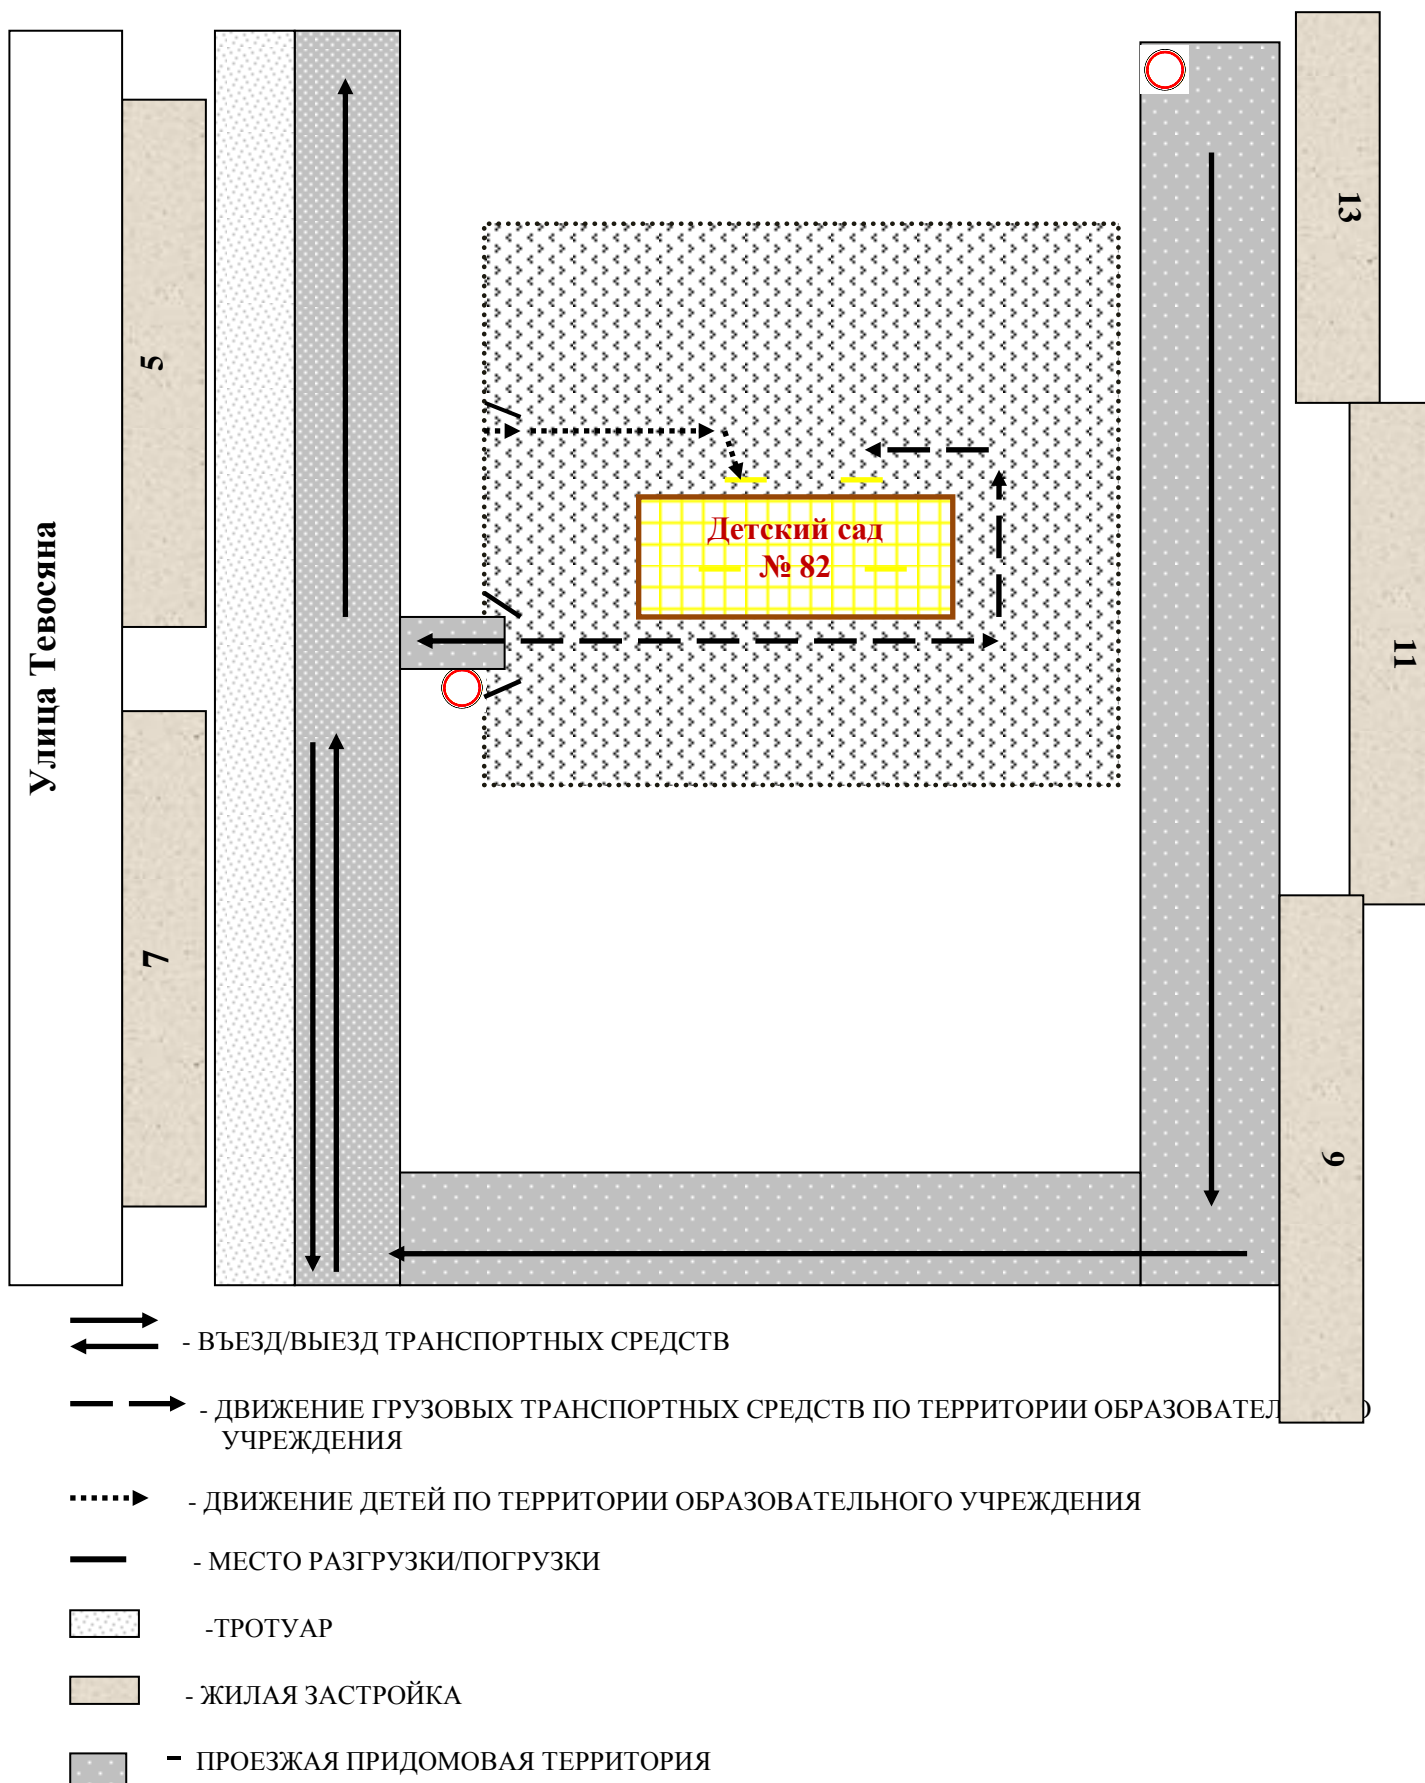 13
5
Детский сад
№ 82
Улица Тевосяна
11
7
9
- ВЪЕЗД/ВЫЕЗД ТРАНСПОРТНЫХ СРЕДСТВ
- ДВИЖЕНИЕ ГРУЗОВЫХ ТРАНСПОРТНЫХ СРЕДСТВ ПО ТЕРРИТОРИИ
УЧРЕЖДЕНИЯ
- ДВИЖЕНИЕ ДЕТЕЙ ПО ТЕРРИТОРИИ ОБРАЗОВАТЕЛЬНОГО УЧРЕЖДЕНИЯ
- МЕСТО РАЗГРУЗКИ/ПОГРУЗКИ
-ТРОТУАР
- ЖИЛАЯ ЗАСТРОЙКА
- ПРОЕЗЖАЯ ПРИДОМОВАЯ ТЕРРИТОРИЯ